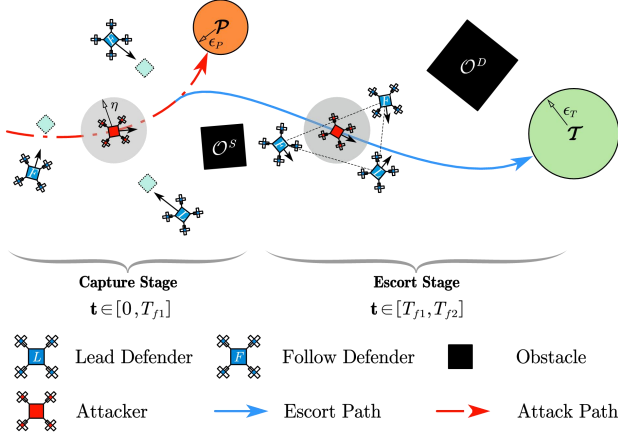 𝒫
ϵ_P
η
F
𝒪^S
F
𝒪^D
ϵ_T
𝒯
Capture Stage
Escort Stage
t∈[0,T_{f1}]
t∈[T_{f1},T_{f2}]
L Lead Defender
F Follow Defender
Obstacle
Attacker
Escort Path
Attack Path